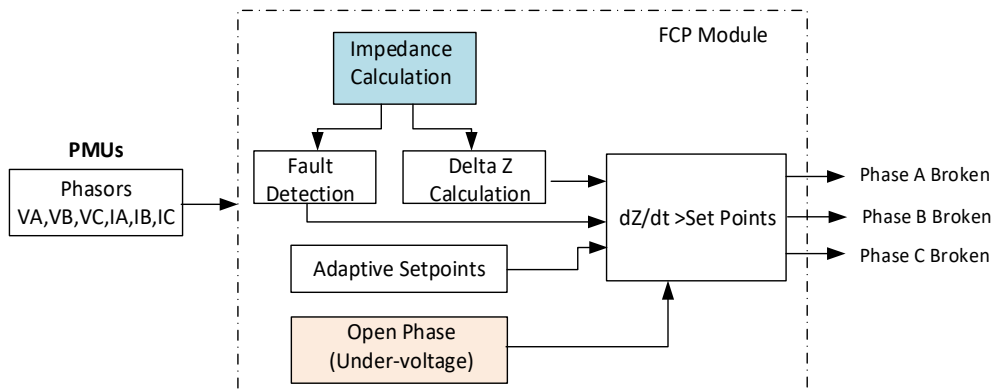 FCP Module
Impedance
Calculation
PMUs
Phasors
VA,VB,VC,IA,IB,IC
Fault
Detection
Delta Z
Calculation
dZ/dt >Set Points
Adaptive Setpoints
Open Phase
(Under-voltage)
Phase A Broken
Phase B Broken
Phase C Broken